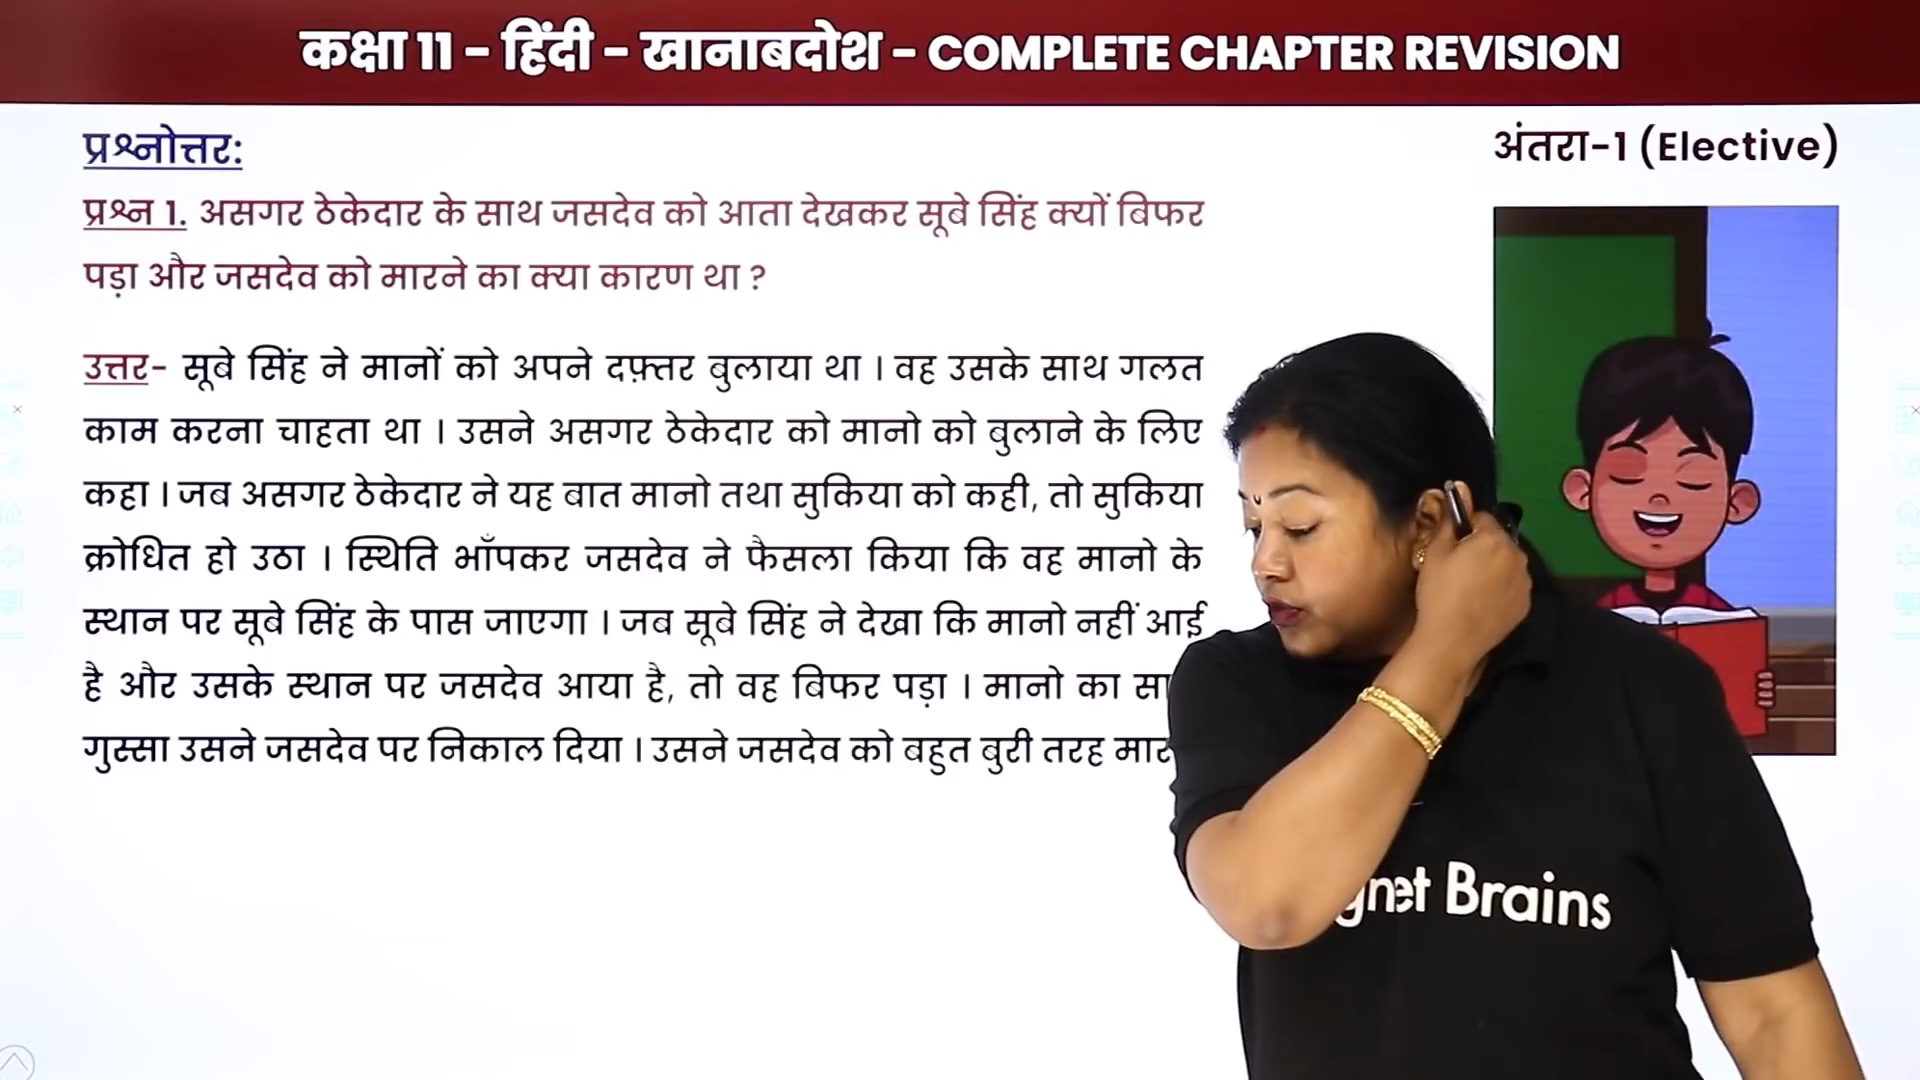 कक्षा 11 - हिंदी - खानाबदोश - COMPLETE CHAPTER REVISION
प्रश्नोत्तर:
अंतरा-1 (Elective)
प्रश्न 1. असगर ठेकेदार के साथ जसदेव को आता देखकर सूबे सिंह क्यों बिफर
पड़ा और जसदेव को मारने का क्या कारण था ?
उत्तर- सूबे सिंह ने मानों को अपने दफ़्तर बुलाया था । वह उसके साथ गलत
काम करना चाहता था । उसने असगर ठेकेदार को मानो को बुलाने के लिए
कहा । जब असगर ठेकेदार ने यह बात मानो तथा सुकिया को कही, तो सुकिया
क्रोधित हो उठा । स्थिति भाँपकर जसदेव ने फैसला किया कि वह मानो के
स्थान पर सूबे सिंह के पास जाएगा । जब सूबे सिंह ने देखा कि मानो नहीं आई
है और उसके स्थान पर जसदेव आया है, तो वह बिफर पड़ा । मानो का
गुस्सा उसने जसदेव पर निकाल दिया । उसने जसदेव को बहुत बुरी तरह
Brains